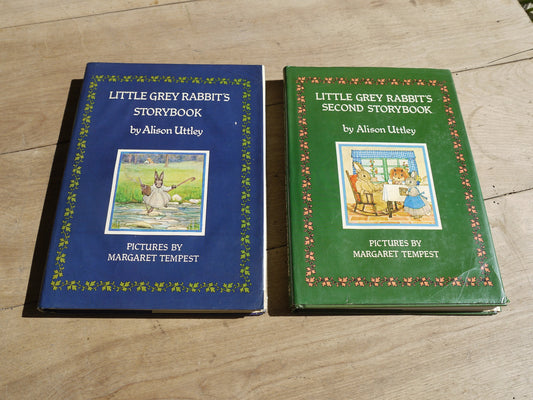 LITTLE GREY RABBIT'S
STORYBOOK
by Alison Uttley
PICTURES BY
MARGARET TEMPEST
LITTLE GREY RABBIT'S
SECOND STORYBOOK
by Alison Uttley
PICTURES BY
MARGARET TEMPEST